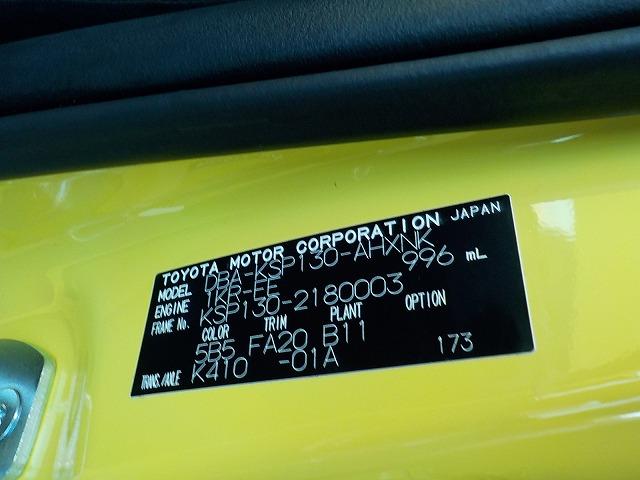 TOYOTA MOTOR CORPORATION JAPAN
MODEL DBA-KSP130-AHXNK
ENGINE 1KR-FE 996 mL
FRAME No. KSP130-2180003
COLOR TRIM PLANT OPTION
5B5 FA20 B11
TRANS./AXLE K410 -01A 173